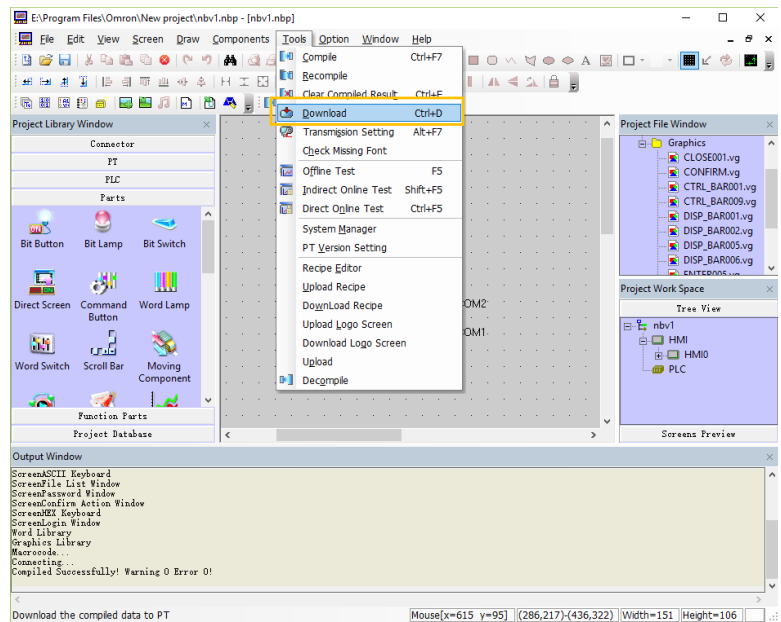 E:\Program Files\Omron\New project\nbv1.nbp - [nbv1.nbp]
File Edit View Screen Draw Components Tools Option Window Help
Compile Ctrl+F7
Recompile
Clear Compiled Result Ctrl+E
Download Ctrl+D
Transmission Setting Alt+F7
Check Missing Font
Offline Test F5
Indirect Online Test Shift+F5
Direct Online Test Ctrl+F5
System Manager
PT Version Setting
Recipe Editor
Upload Recipe
DownLoad Recipe
Upload Logo Screen
Download Logo Screen
Upload
Decompile
Project Library Window
Connector
PT
PLC
Parts
Bit Button Bit Lamp Bit Switch
Direct Screen Command Button Word Lamp
Word Switch Scroll Bar Moving Component
Function Parts
Project Database
OM2
OM1
Project File Window
Graphics
CLOSE001.vg
CONFIRM.vg
CTRL_BAR001.vg
CTRL_BAR009.vg
DISP_BAR001.vg
DISP_BAR002.vg
DISP_BAR005.vg
DISP_BAR006.vg
ENTER005.vg
Project Work Space
Tree View
nbv1
HMI
HMI0
PLC
Screens Preview
Output Window
ScreenASCII Keyboard
ScreenFile List Window
ScreenPassword Window
ScreenConfirm Action Window
ScreenHEX Keyboard
ScreenLogin Window
Word Library
Graphics Library
Macrocode...
Connecting...
Compiled Successfully! Warning 0 Error 0!
Download the compiled data to PT
Mouse[x=615 y=95] (286,217)-(436,322) Width=151 Height=106